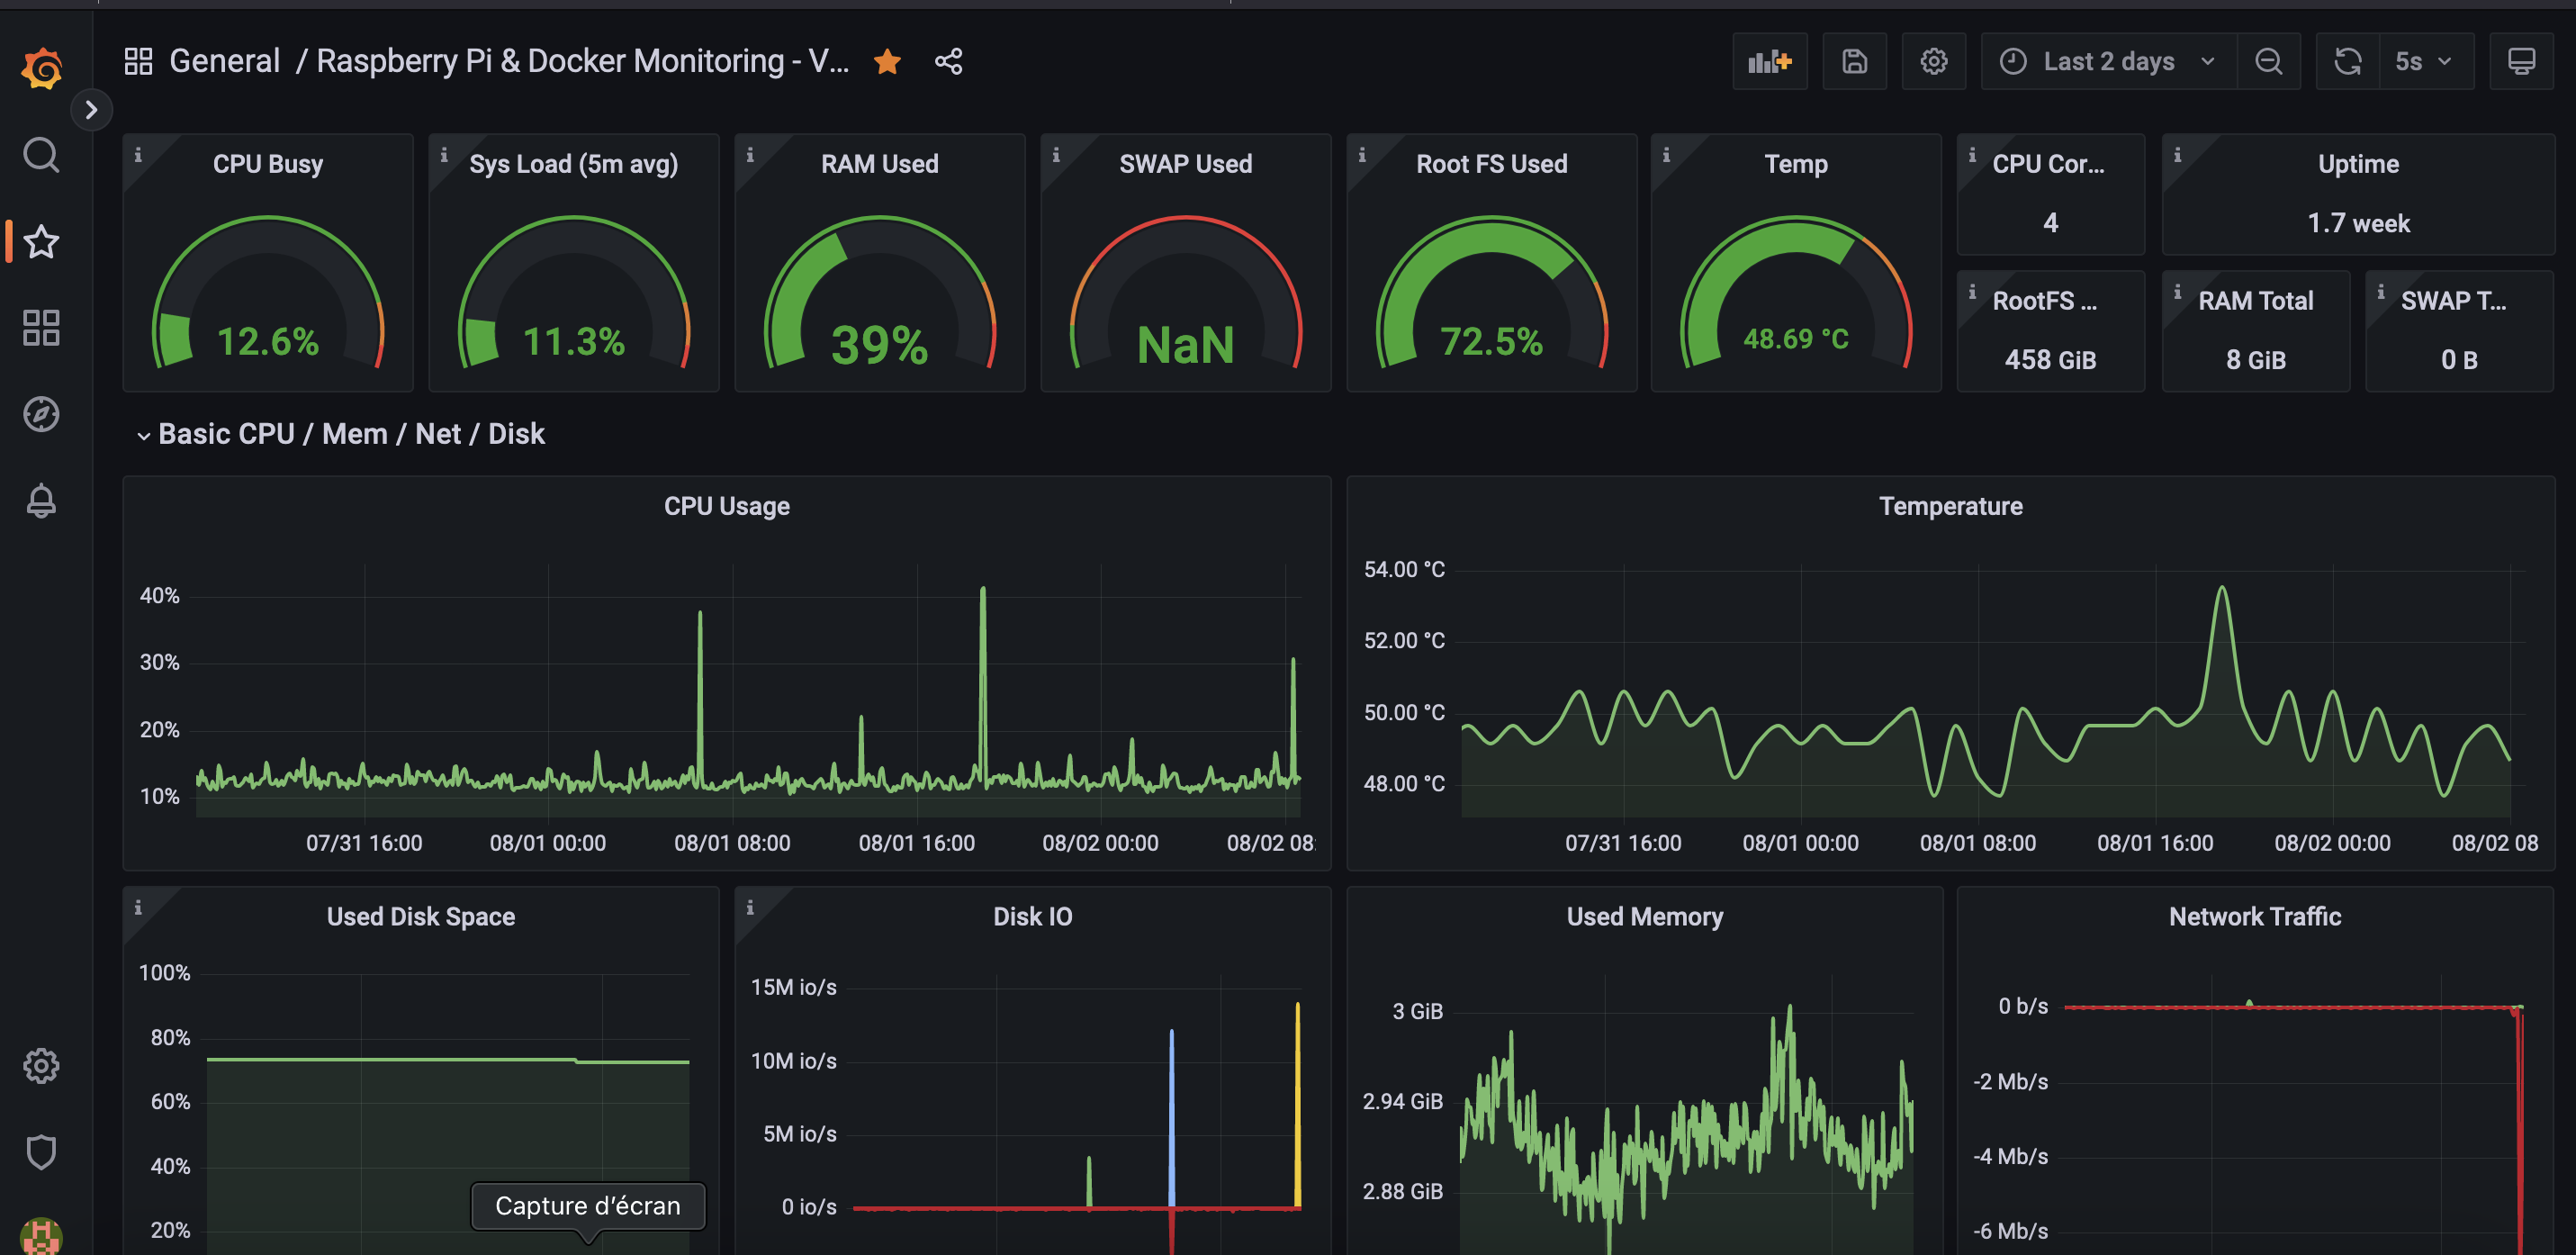 General / Raspberry Pi & Docker Monitoring - V...
Last 2 days
5s
CPU Busy
12.6%
Sys Load (5m avg)
11.3%
RAM Used
39%
SWAP Used
NaN
Root FS Used
72.5%
Temp
48.69 °C
CPU Cor...
4
Uptime
1.7 week
RootFS ...
458 GiB
RAM Total
8 GiB
SWAP T...
0 B
Basic CPU / Mem / Net / Disk
CPU Usage
40%
30%
20%
10%
07/31 16:00 08/01 00:00 08/01 08:00 08/01 16:00 08/02 00:00 08/02 08:
Temperature
54.00 °C
52.00 °C
50.00 °C
48.00 °C
07/31 16:00 08/01 00:00 08/01 08:00 08/01 16:00 08/02 00:00 08/02 08
Used Disk Space
100%
80%
60%
40%
20%
Capture d’écran
Disk IO
15M io/s
10M io/s
5M io/s
0 io/s
Used Memory
3 GiB
2.94 GiB
2.88 GiB
Network Traffic
0 b/s
-2 Mb/s
-4 Mb/s
-6 Mb/s